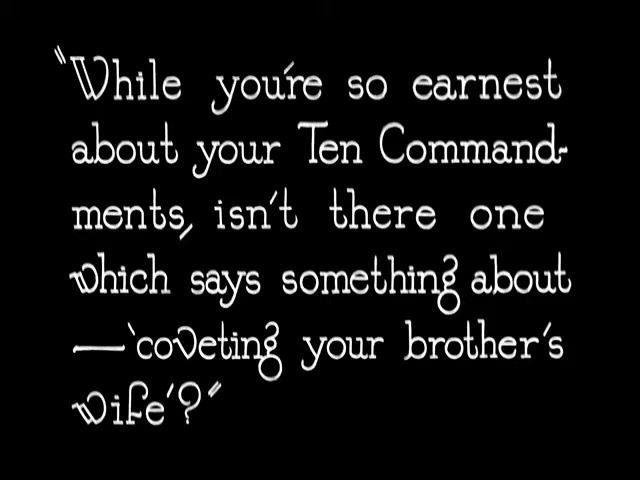 "While you're so earnest
about your Ten Command-
ments, isn't there one
which says something about
—'coveting your brother's
wife'?"